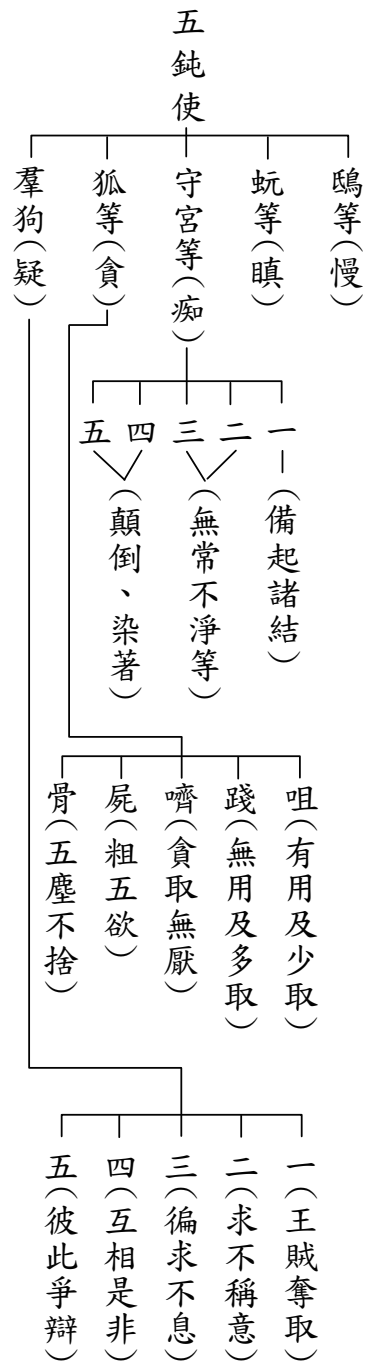 五鈍使
鴟等(慢)
蚖等(瞋)
守宮等(痴)
狐等(貪)
羣狗(疑)
一(備起諸結)
二
三
(無常不淨等)
四
五
(顛倒、染著)
咀(有用及少取)
踐(無用及多取)
嚌(貪取無厭)
屍(粗五欲)
骨(五塵不捨)
一(王賊奪取)
二(求不稱意)
三(徧求不息)
四(互相是非)
五(彼此爭辯)